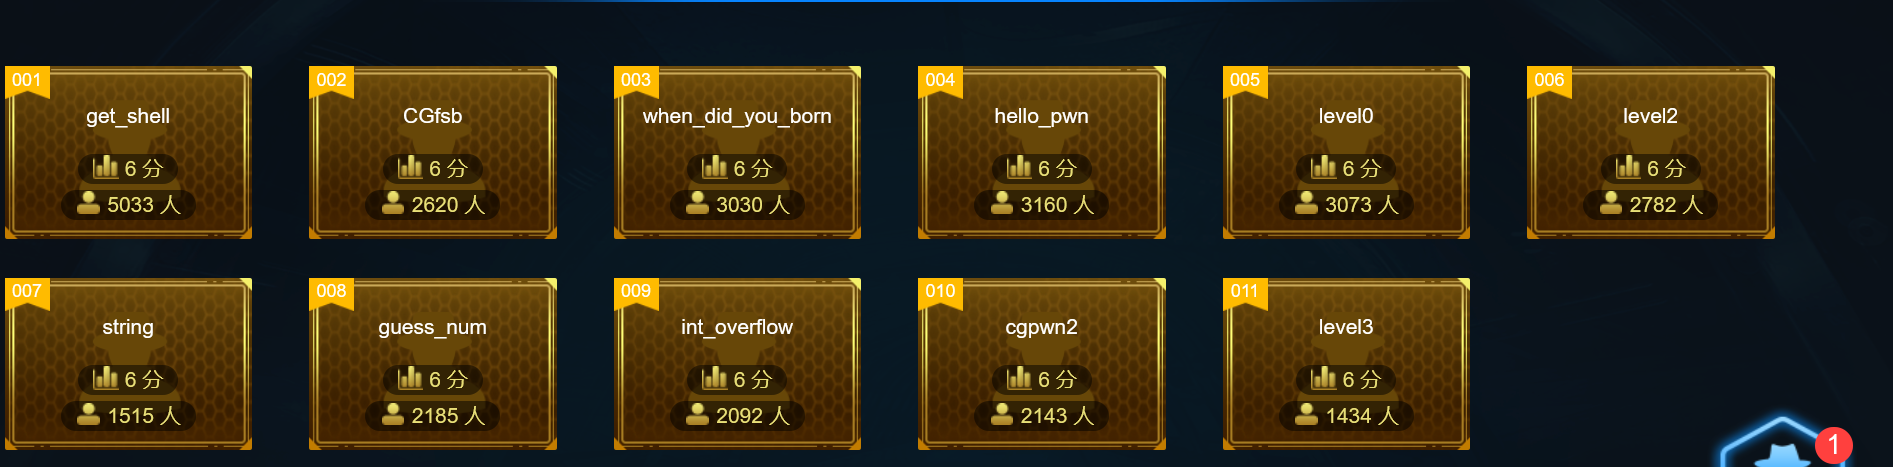 001
get_shell
6 分
5033 人
002
CGfsb
6 分
2620 人
003
when_did_you_born
6 分
3030 人
004
hello_pwn
6 分
3160 人
005
level0
6 分
3073 人
006
level2
6 分
2782 人
007
string
6 分
1515 人
008
guess_num
6 分
2185 人
009
int_overflow
6 分
2092 人
010
cgpwn2
6 分
2143 人
011
level3
6 分
1434 人
1